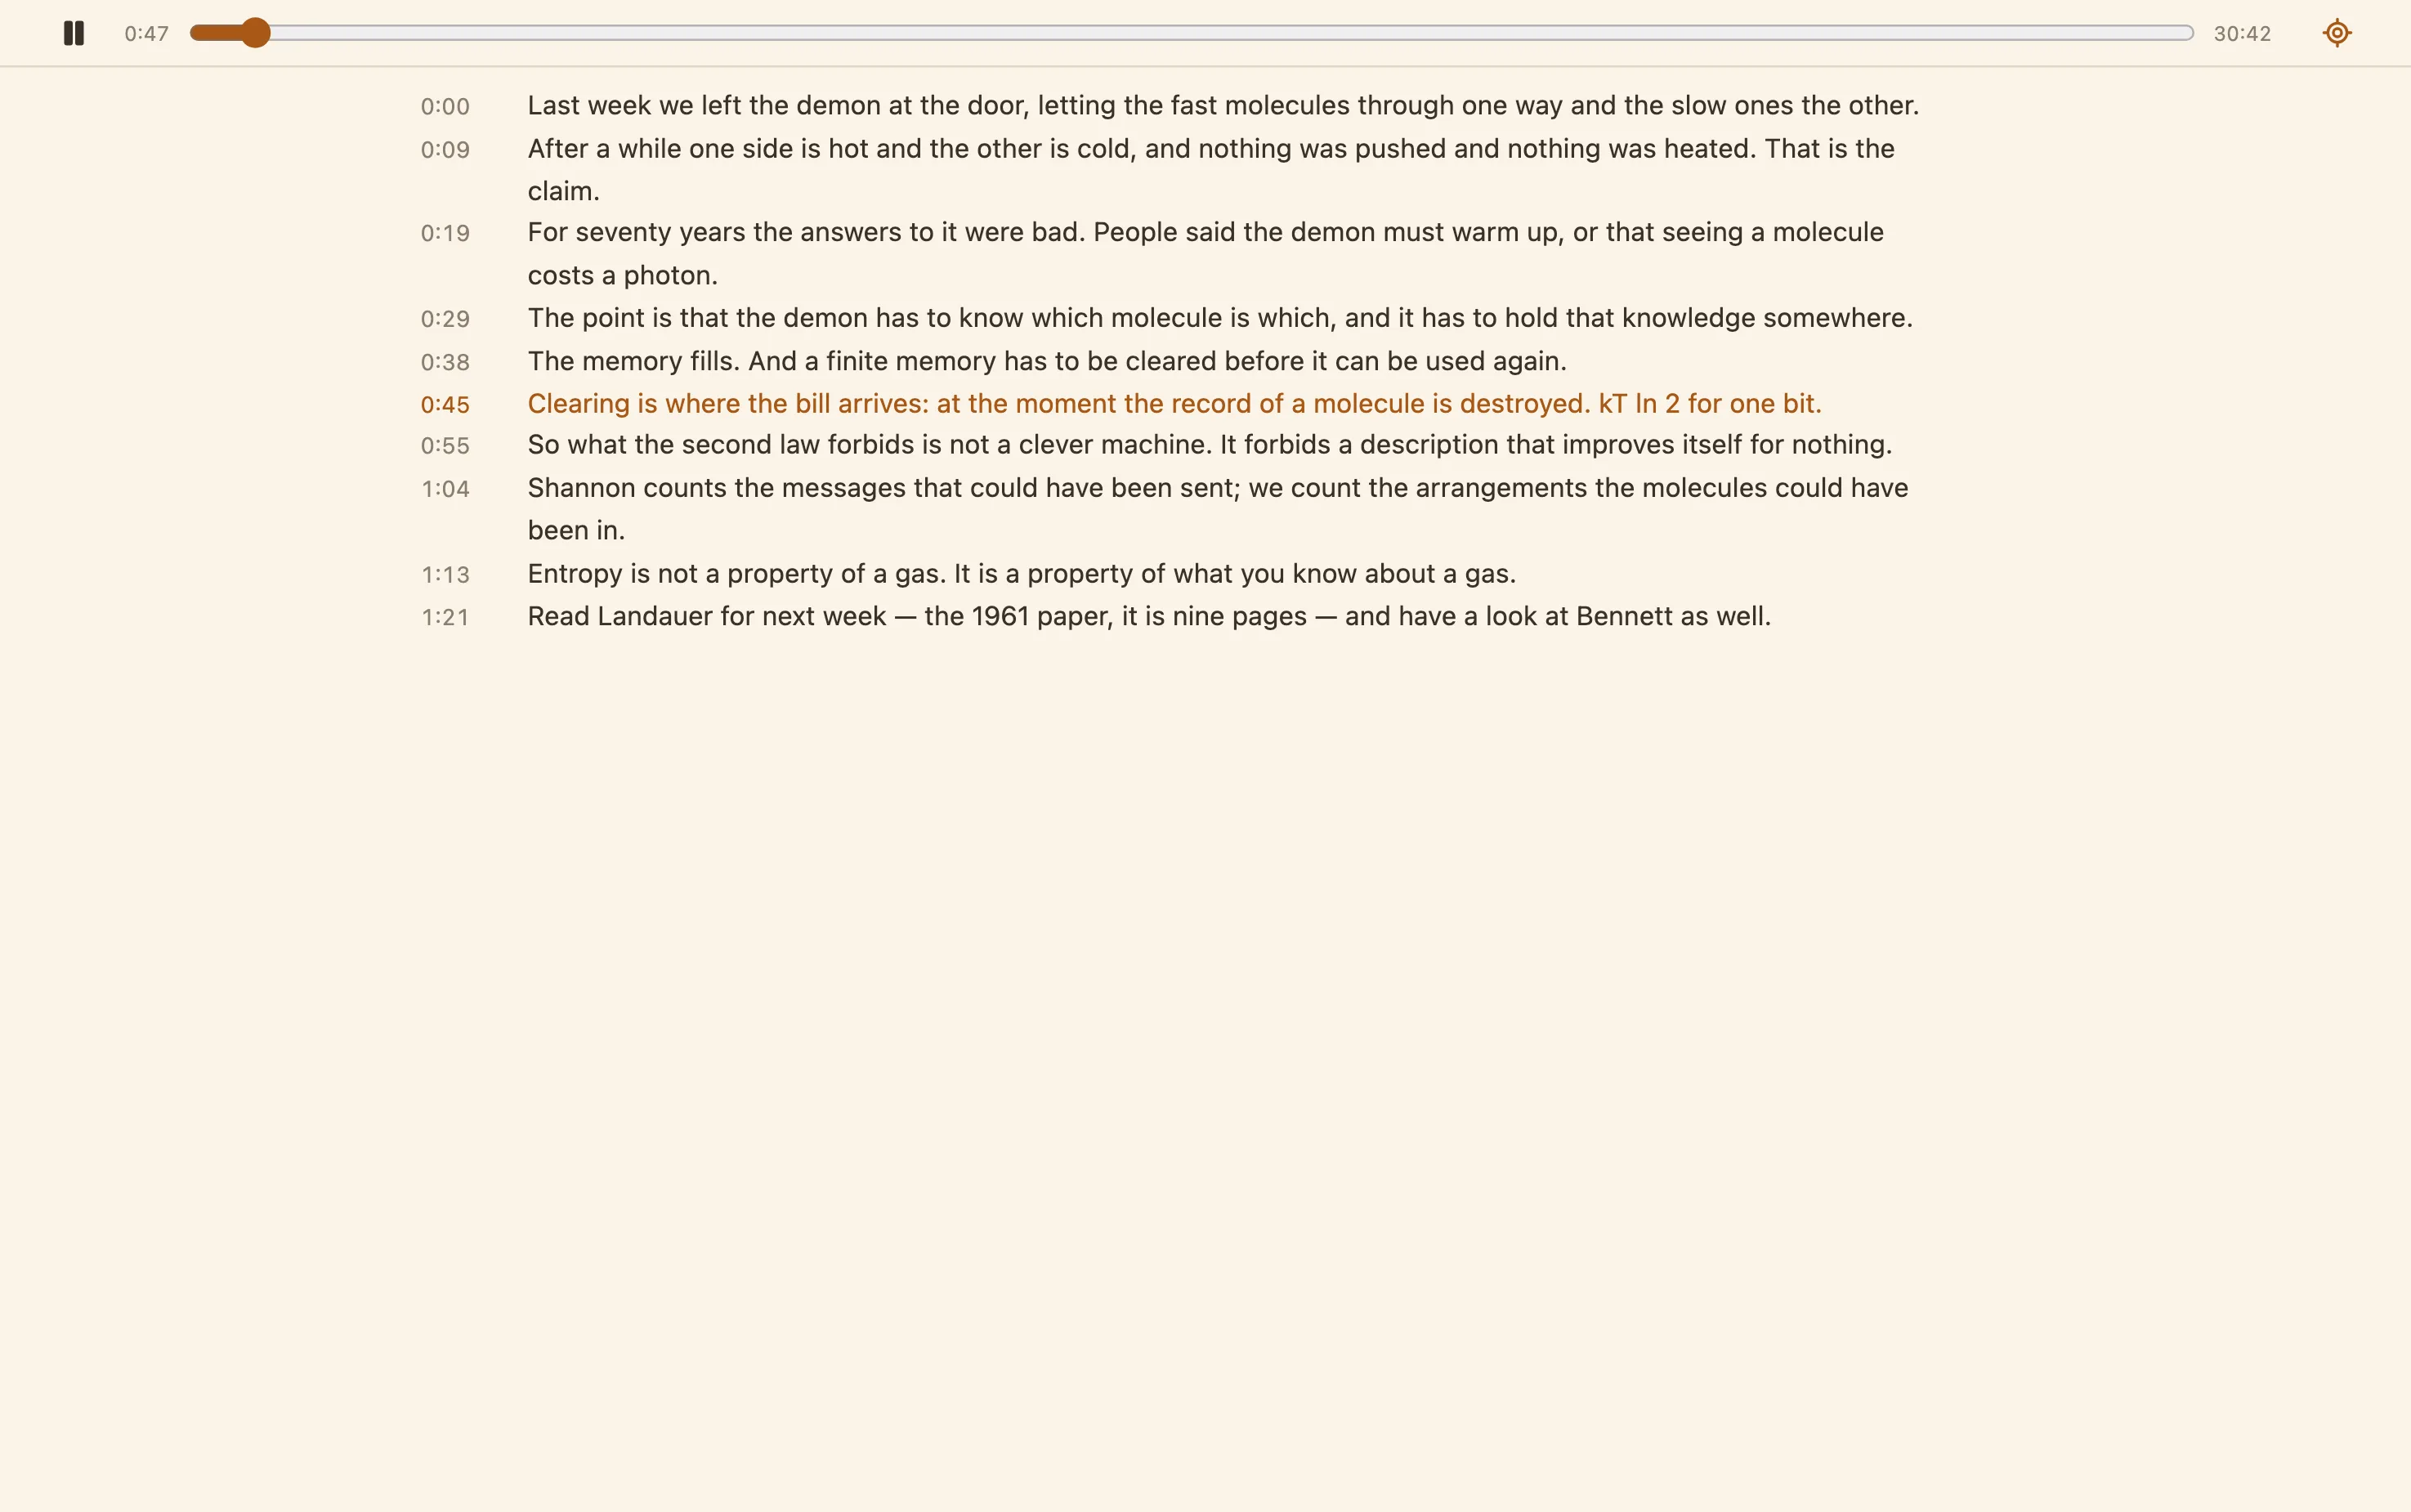 0:47 30:42
0:00 Last week we left the demon at the door, letting the fast molecules through one way and the slow ones the other.
0:09 After a while one side is hot and the other is cold, and nothing was pushed and nothing was heated. That is the
claim.
0:19 For seventy years the answers to it were bad. People said the demon must warm up, or that seeing a molecule
costs a photon.
0:29 The point is that the demon has to know which molecule is which, and it has to hold that knowledge somewhere.
0:38 The memory fills. And a finite memory has to be cleared before it can be used again.
0:45 Clearing is where the bill arrives: at the moment the record of a molecule is destroyed. kT ln 2 for one bit.
0:55 So what the second law forbids is not a clever machine. It forbids a description that improves itself for nothing.
1:04 Shannon counts the messages that could have been sent; we count the arrangements the molecules could have
been in.
1:13 Entropy is not a property of a gas. It is a property of what you know about a gas.
1:21 Read Landauer for next week — the 1961 paper, it is nine pages — and have a look at Bennett as well.